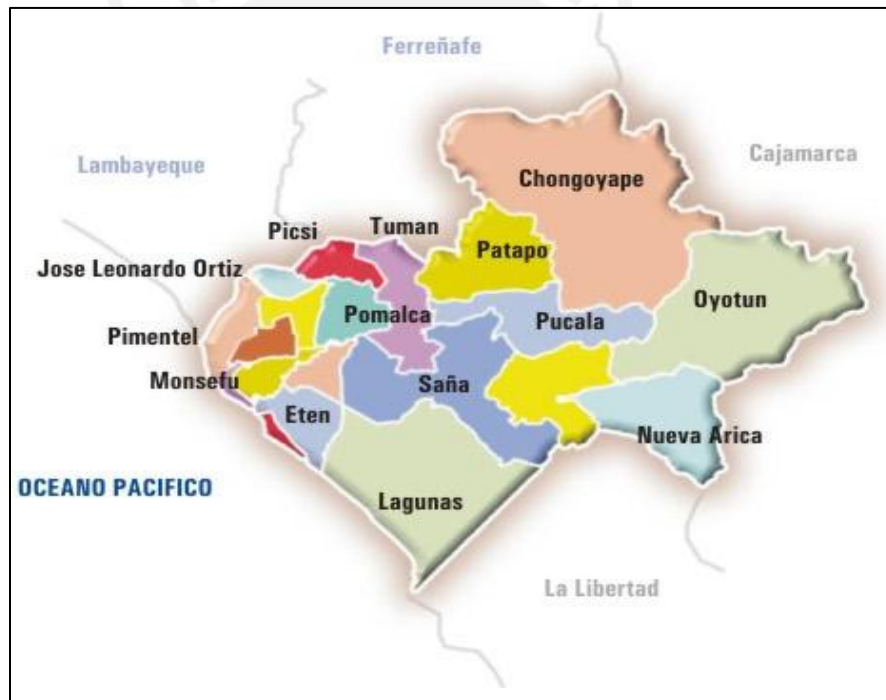 Ferreñafe
Cajamarca
Lambayeque
Chongoyape
Picsi
Tuman
Patapo
Jose Leonardo Ortiz
Oyotun
Pomalca
Pucala
Pimentel
Monsefu
Saña
Eten
Nueva Arica
OCEANO PACIFICO
Lagunas
La Libertad